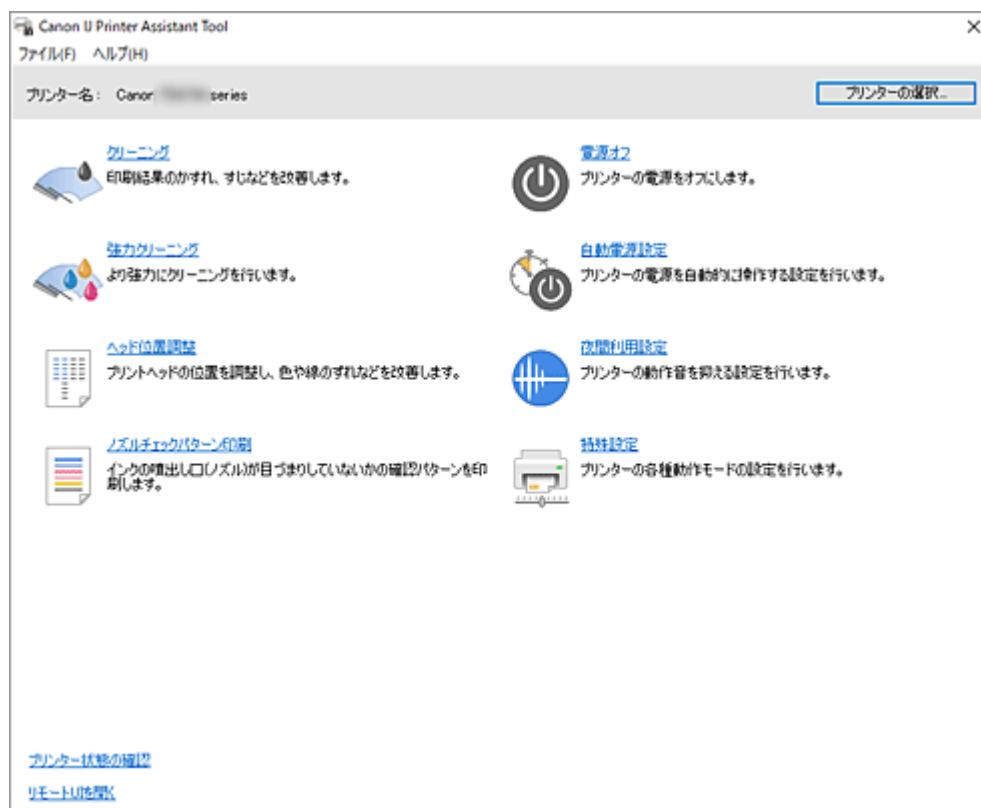 Canon IJ Printer Assistant Tool
ファイル(F) ヘルプ(H)
プリンター名： Canon series
プリンターの選択...
クリーニング
印刷結果のかすれ、すじなどを改善します。
強力クリーニング
より強力にクリーニングを行います。
ヘッド位置調整
プリントヘッドの位置を調整し、色や線のずれなどを改善します。
ノズルチェックパターン印刷
インクの噴出し口(ノズル)が目づまりしていないかの確認パターンを印
刷します。
電源オフ
プリンターの電源をオフにします。
自動電源設定
プリンターの電源を自動的に操作する設定を行います。
夜間利用設定
プリンターの動作音を抑える設定を行います。
特殊設定
プリンターの各種動作モードの設定を行います。
プリンター状態の確認
リモートUIを開く